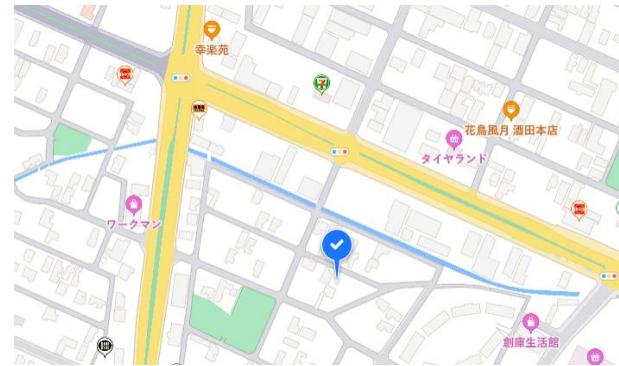 幸楽苑
花鳥風月 酒田本店
タイヤランド
ワークマン
創庫生活館